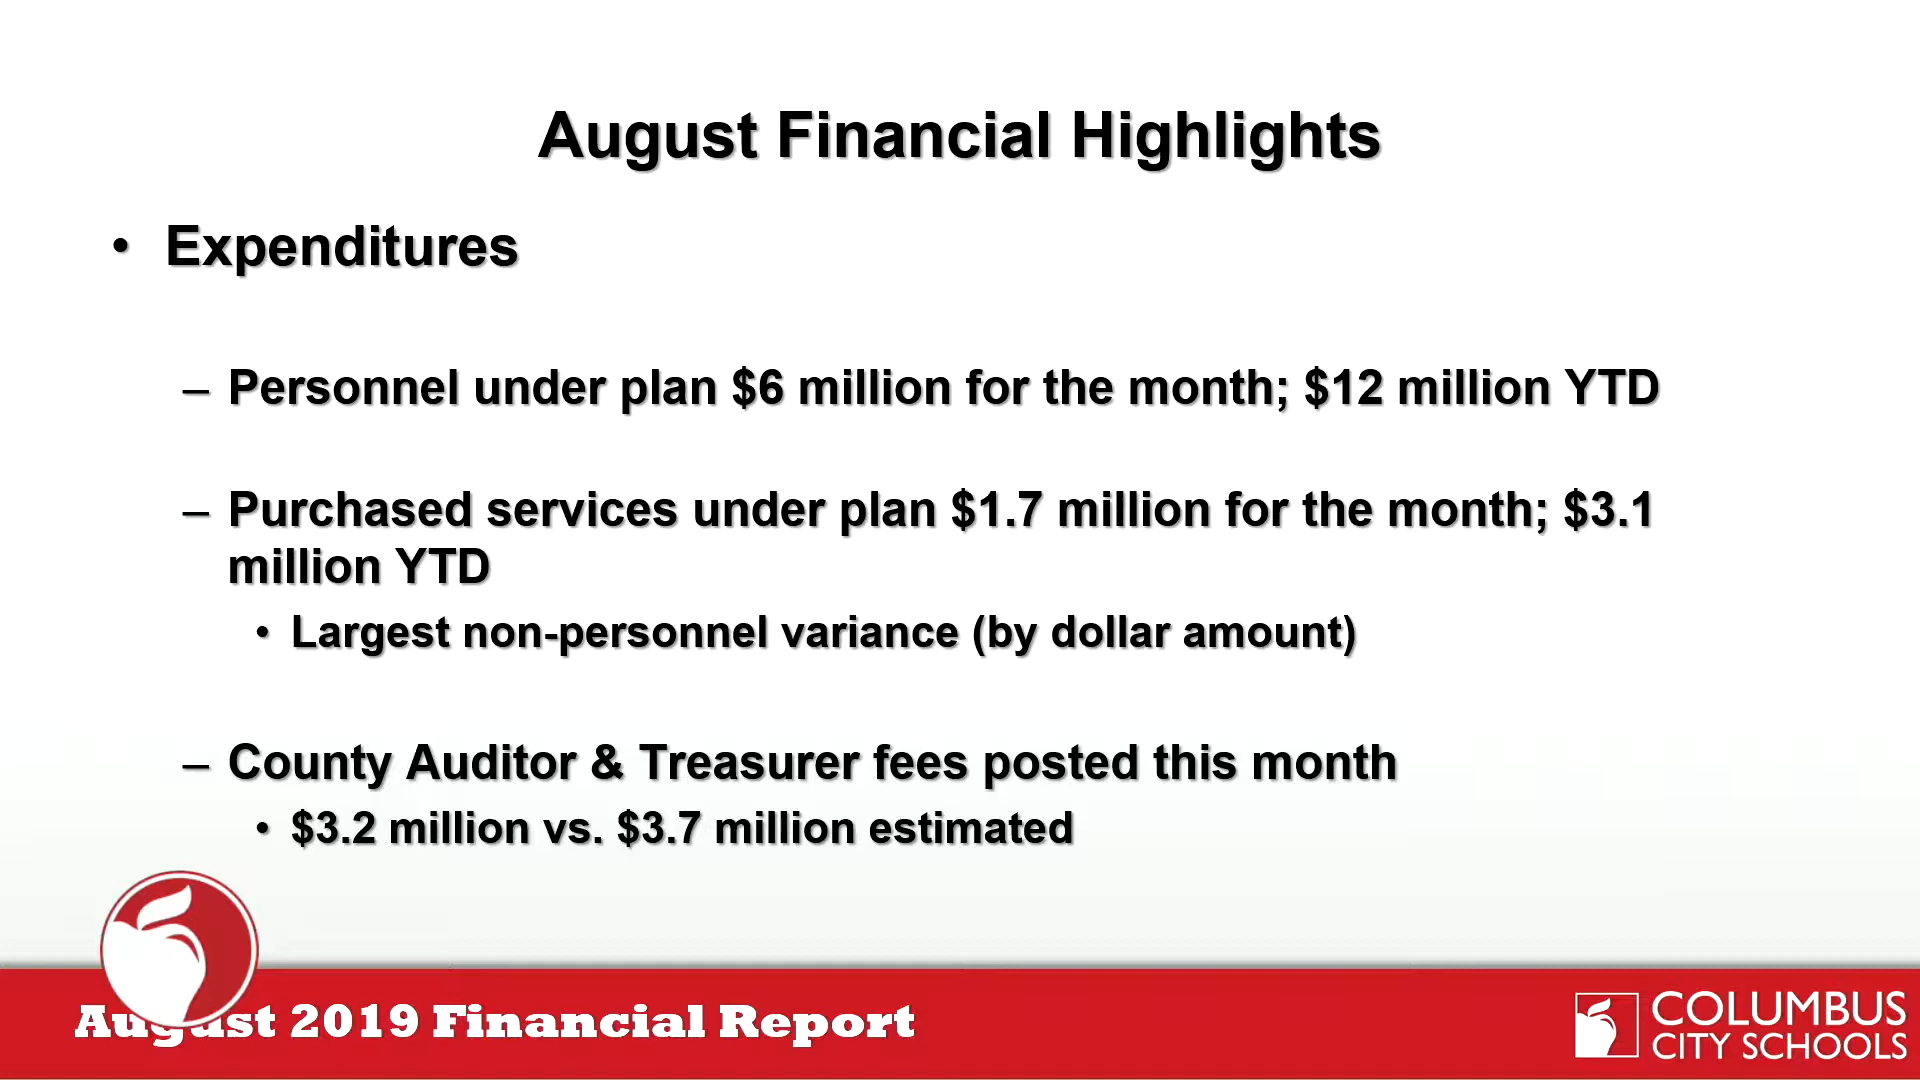 August Financial Highlights
• Expenditures
– Personnel under plan $6 million for the month; $12 million YTD
– Purchased services under plan $1.7 million for the month; $3.1
million YTD
• Largest non-personnel variance (by dollar amount)
– County Auditor & Treasurer fees posted this month
• $3.2 million vs. $3.7 million estimated
August 2019 Financial Report
COLUMBUS
CITY SCHOOLS